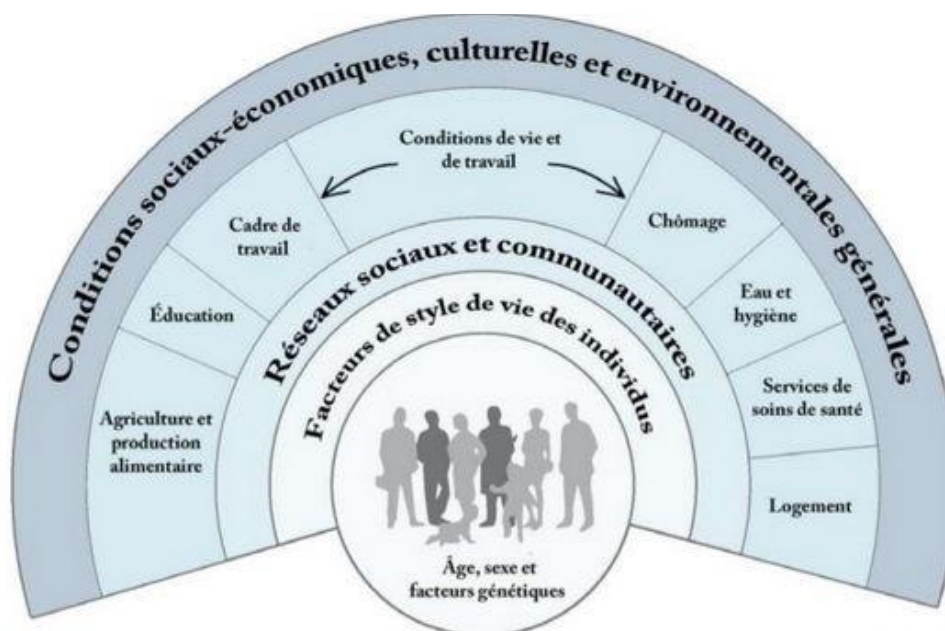 Conditions sociaux-économiques, culturelles et environnementales générales
Conditions de vie et
de travail
Cadre de
travail
Chômage
Éducation
Eau et
hygiène
Agriculture et
production
alimentaire
Services de
soins de santé
Logement
Réseaux sociaux et communautaires
Facteurs de style de vie des individus
Âge, sexe et
facteurs génétiques